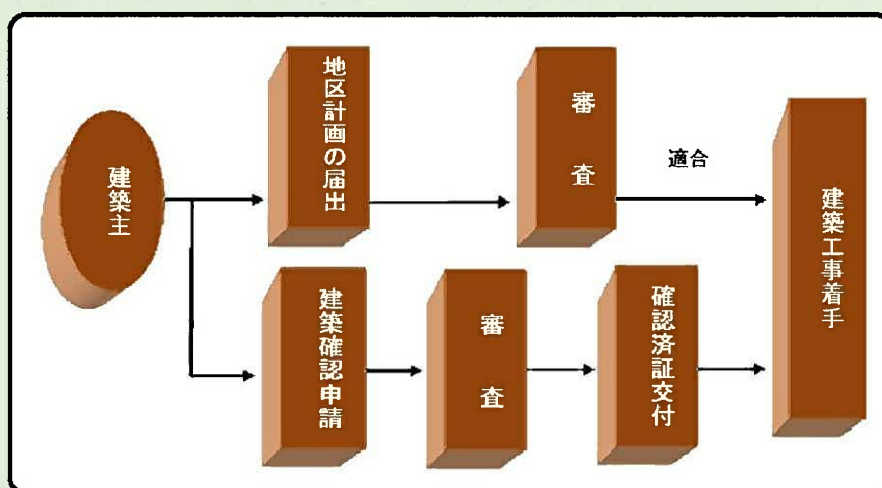 建築主
地区計画の届出
審査
適合
建築確認申請
審査
確認済証交付
建築工事着手